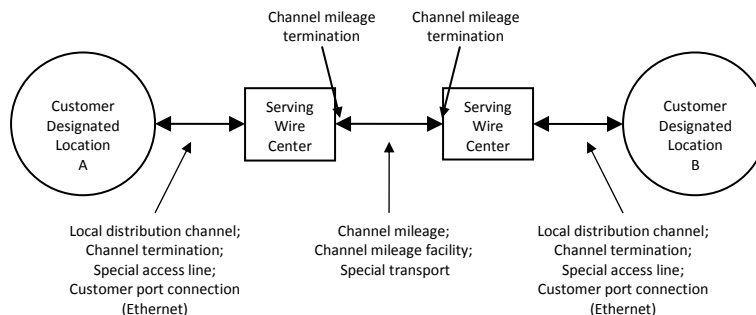 Channel mileage
termination
Channel mileage
termination
Customer
Designated
Location
A
Serving
Wire
Center
Serving
Wire
Center
Customer
Designated
Location
B
Local distribution channel;
Channel termination;
Special access line;
Customer port connection
(Ethernet)
Channel mileage;
Channel mileage facility;
Special transport
Local distribution channel;
Channel termination;
Special access line;
Customer port connection
(Ethernet)